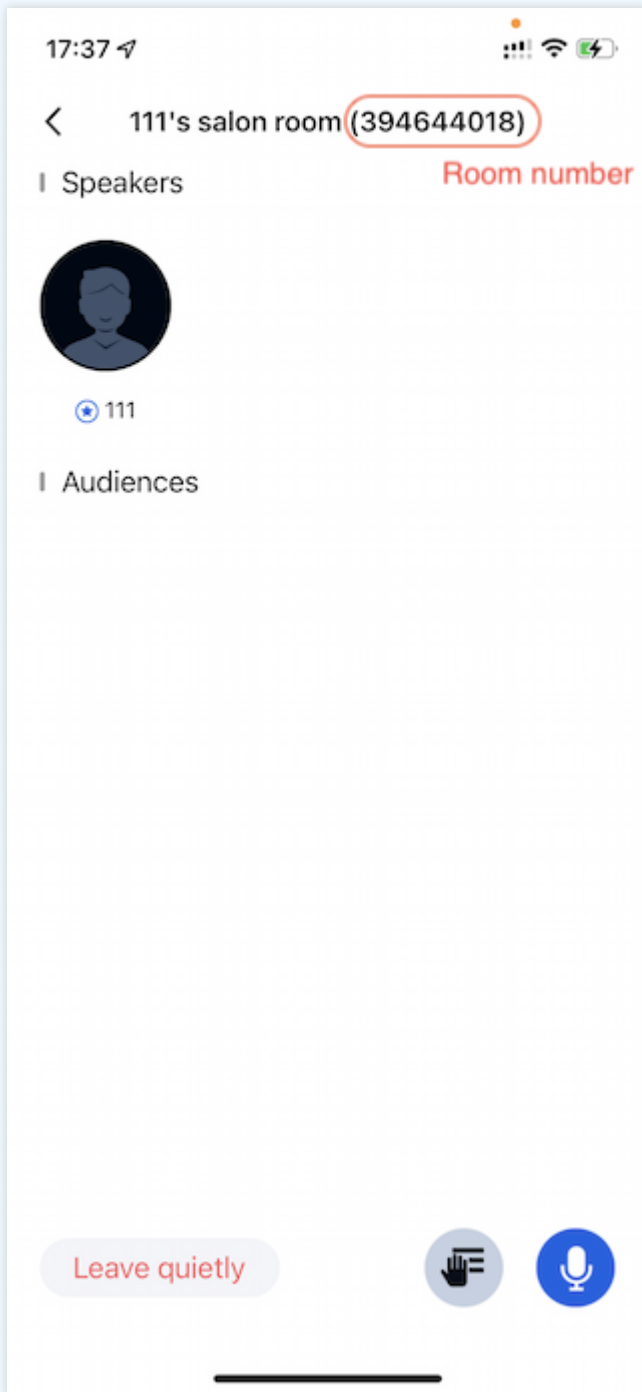 17:37
111's salon room (394644018)
Room number
Speakers
111
Audiences
Leave quietly